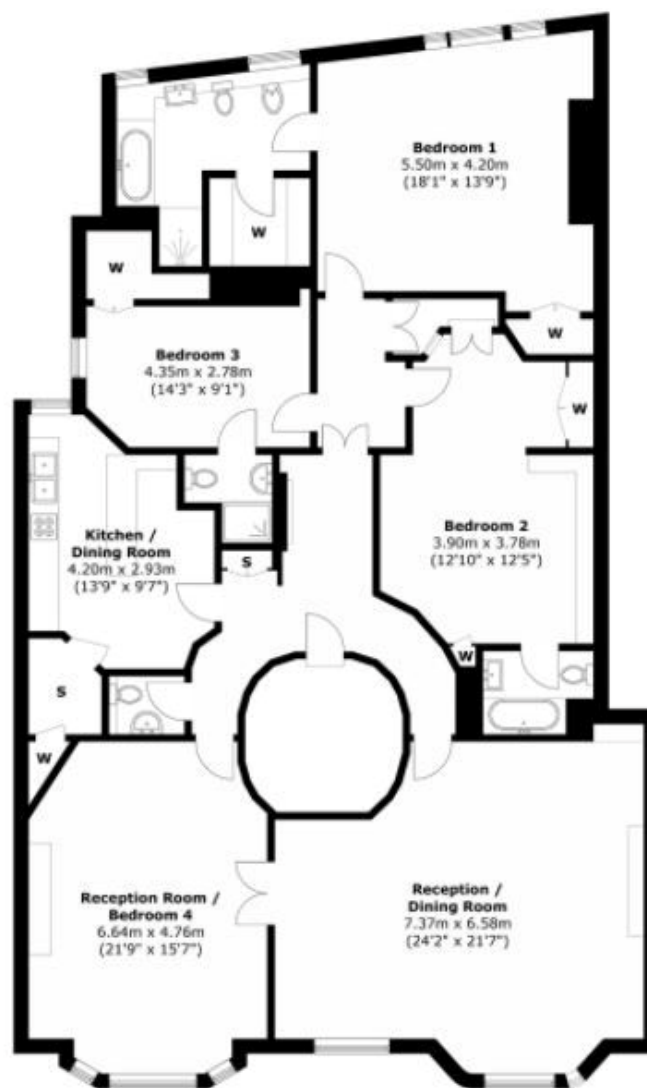 Bedroom 1
5.50m x 4.20m
(18'1" x 13'9")
W
W
W
Bedroom 3
4.35m x 2.78m
(14'3" x 9'1")
W
Kitchen /
Dining Room
4.20m x 2.93m
(13'9" x 9'7")
Bedroom 2
3.90m x 3.78m
(12'10" x 12'5")
S
W
S
W
Reception Room /
Bedroom 4
6.64m x 4.76m
(21'9" x 15'7")
Reception /
Dining Room
7.37m x 6.58m
(24'2" x 21'7")